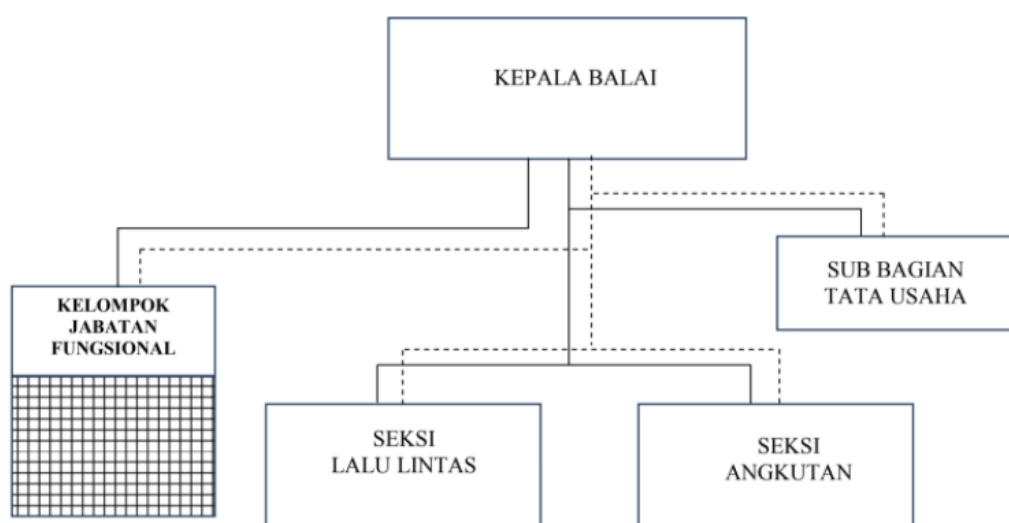 KEPALA BALAI
SUB BAGIAN
TATA USAHA
KELOMPOK
JABATAN
FUNGSIONAL
SEKSI
LALU LINTAS
SEKSI
ANGKUTAN